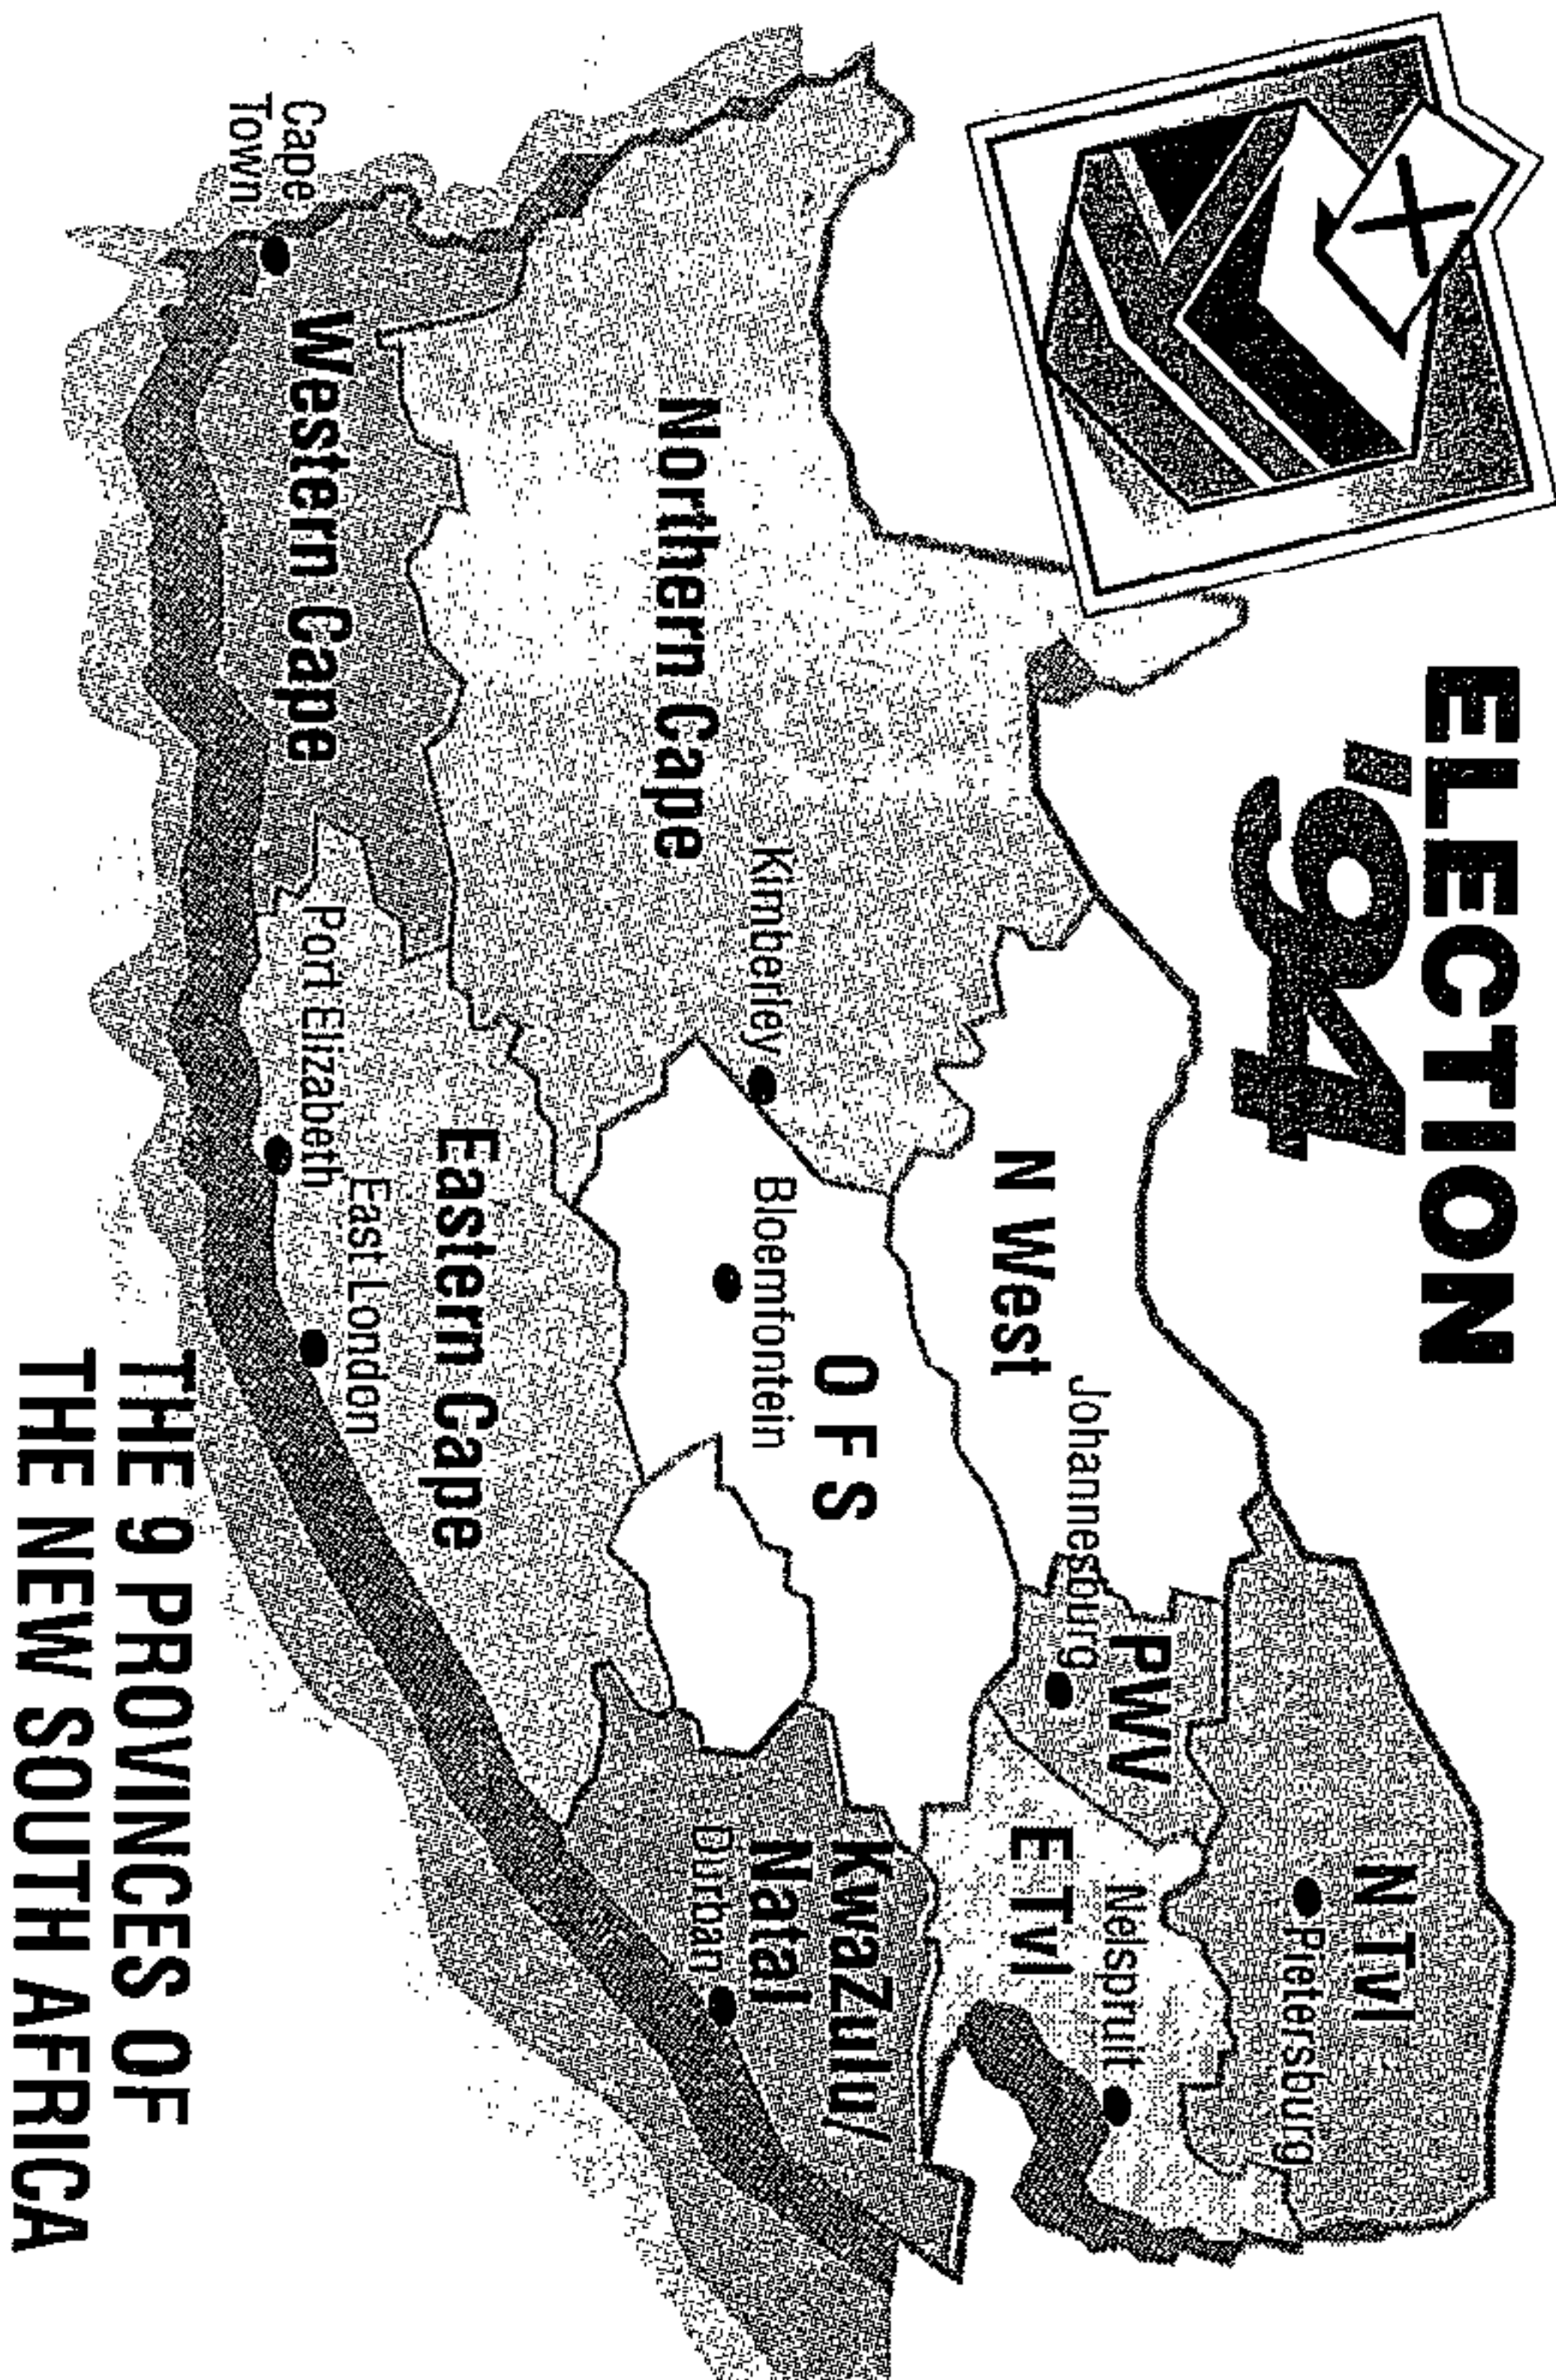 ELECTION
'94
N TVl
Pietersburg
PWV
Johannesburg
Nelspruit
N West
E TVl
Northern Cape
Kimberley
O F S
Bloemfontein
KwaZulu/
Natal
Durban
Eastern Cape
East London
Port Elizabeth
Western Cape
Cape
Town
THE 9 PROVINCES OF
THE NEW SOUTH AFRICA